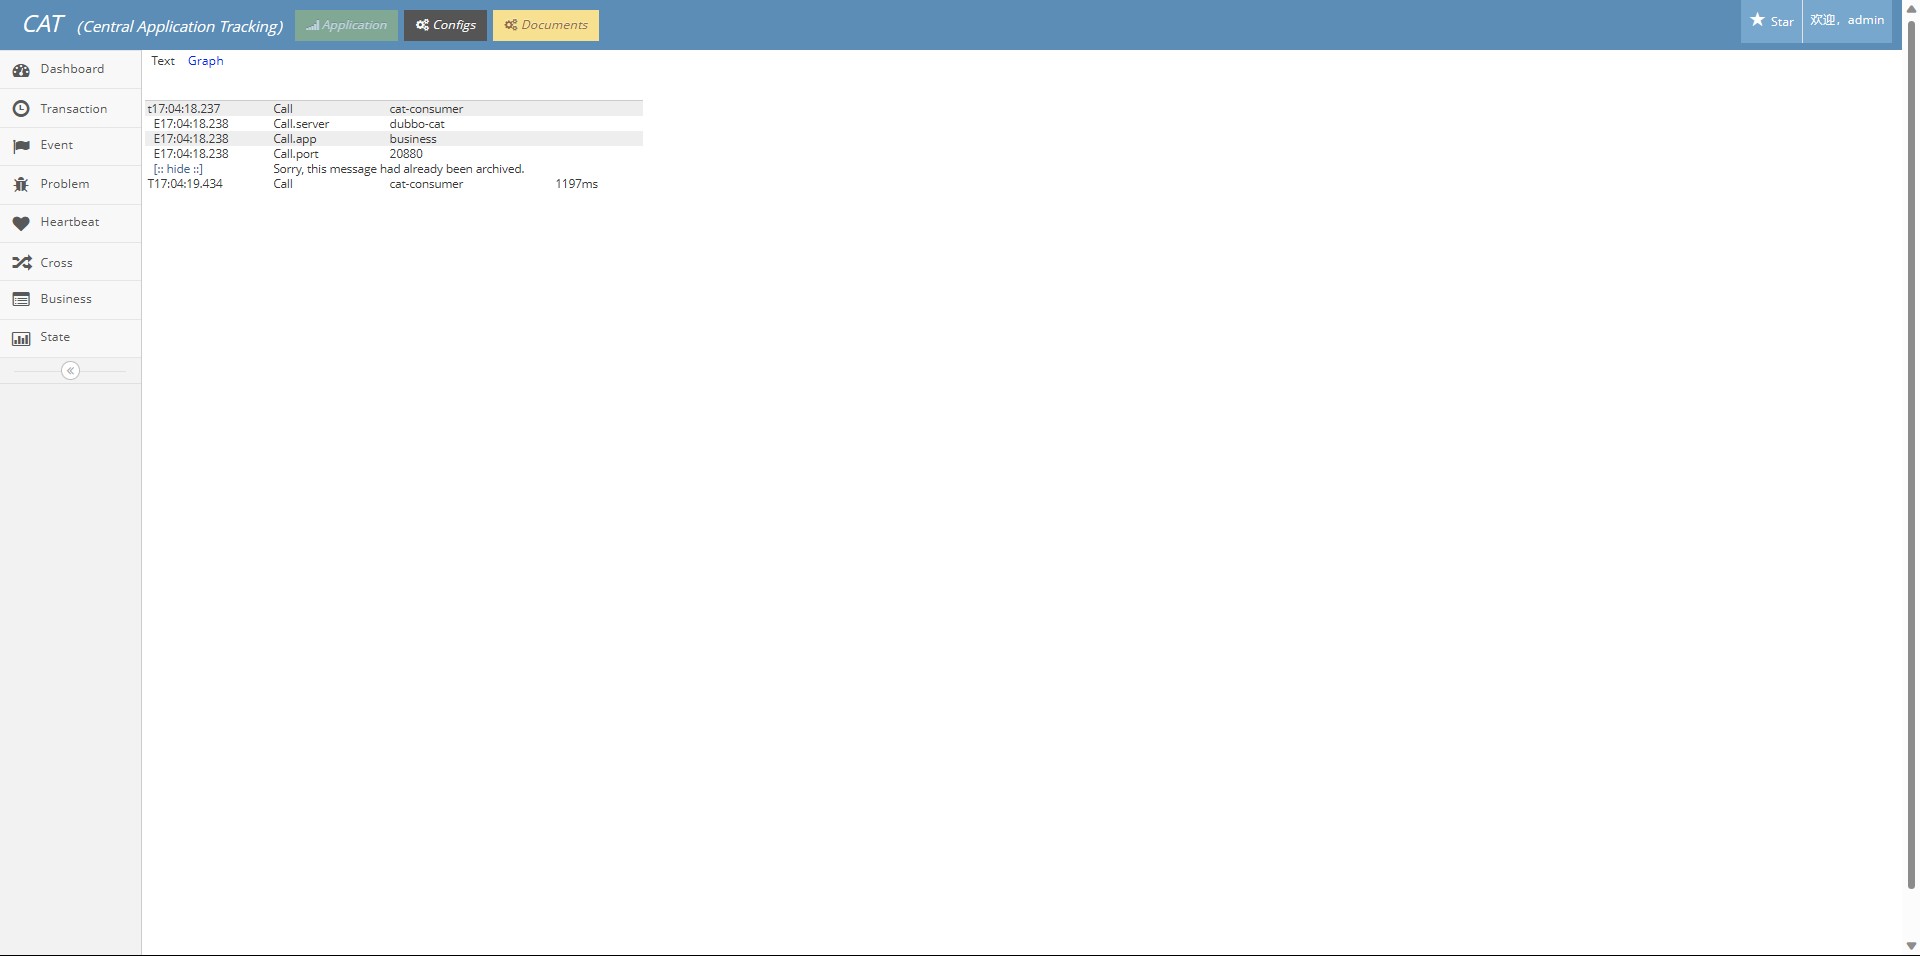 CAT (Central Application Tracking) Application Configs Documents Star 欢迎，admin
Text Graph
Dashboard
Transaction
Event
Problem
Heartbeat
Cross
Business
State
t17:04:18.237 Call cat-consumer
E17:04:18.238 Call.server dubbo-cat
E17:04:18.238 Call.app business
E17:04:18.238 Call.port 20880
[:: hide ::] Sorry, this message had already been archived.
T17:04:19.434 Call cat-consumer 1197ms